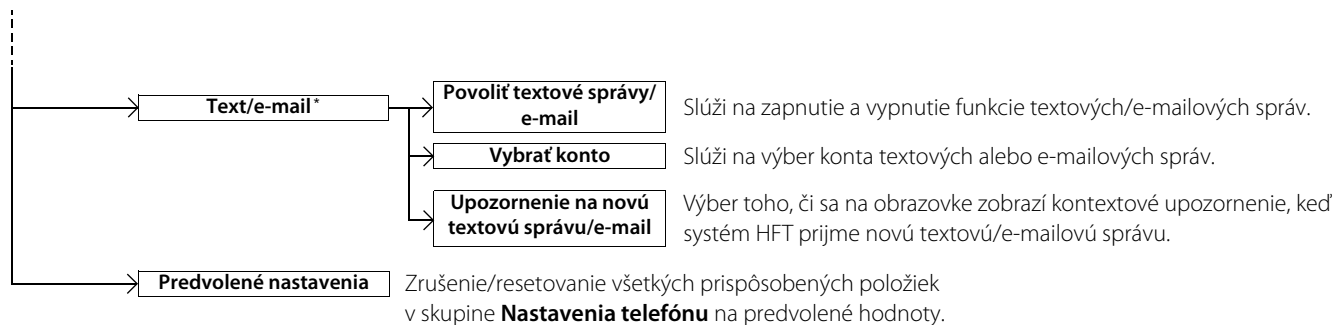 Text/e-mail*
Povoliť textové správy/
e-mail
Slúži na zapnutie a vypnutie funkcie textových/e-mailových správ.
Vybrať konto
Slúži na výber konta textových alebo e-mailových správ.
Upozornenie na novú
textovú správu/e-mail
Výber toho, či sa na obrazovke zobrazí kontextové upozornenie, keď
systém HFT prijme novú textovú/e-mailovú správu.
Predvolené nastavenia
Zrušenie/resetovanie všetkých prispôsobených položiek
v skupine Nastavenia telefónu na predvolené hodnoty.